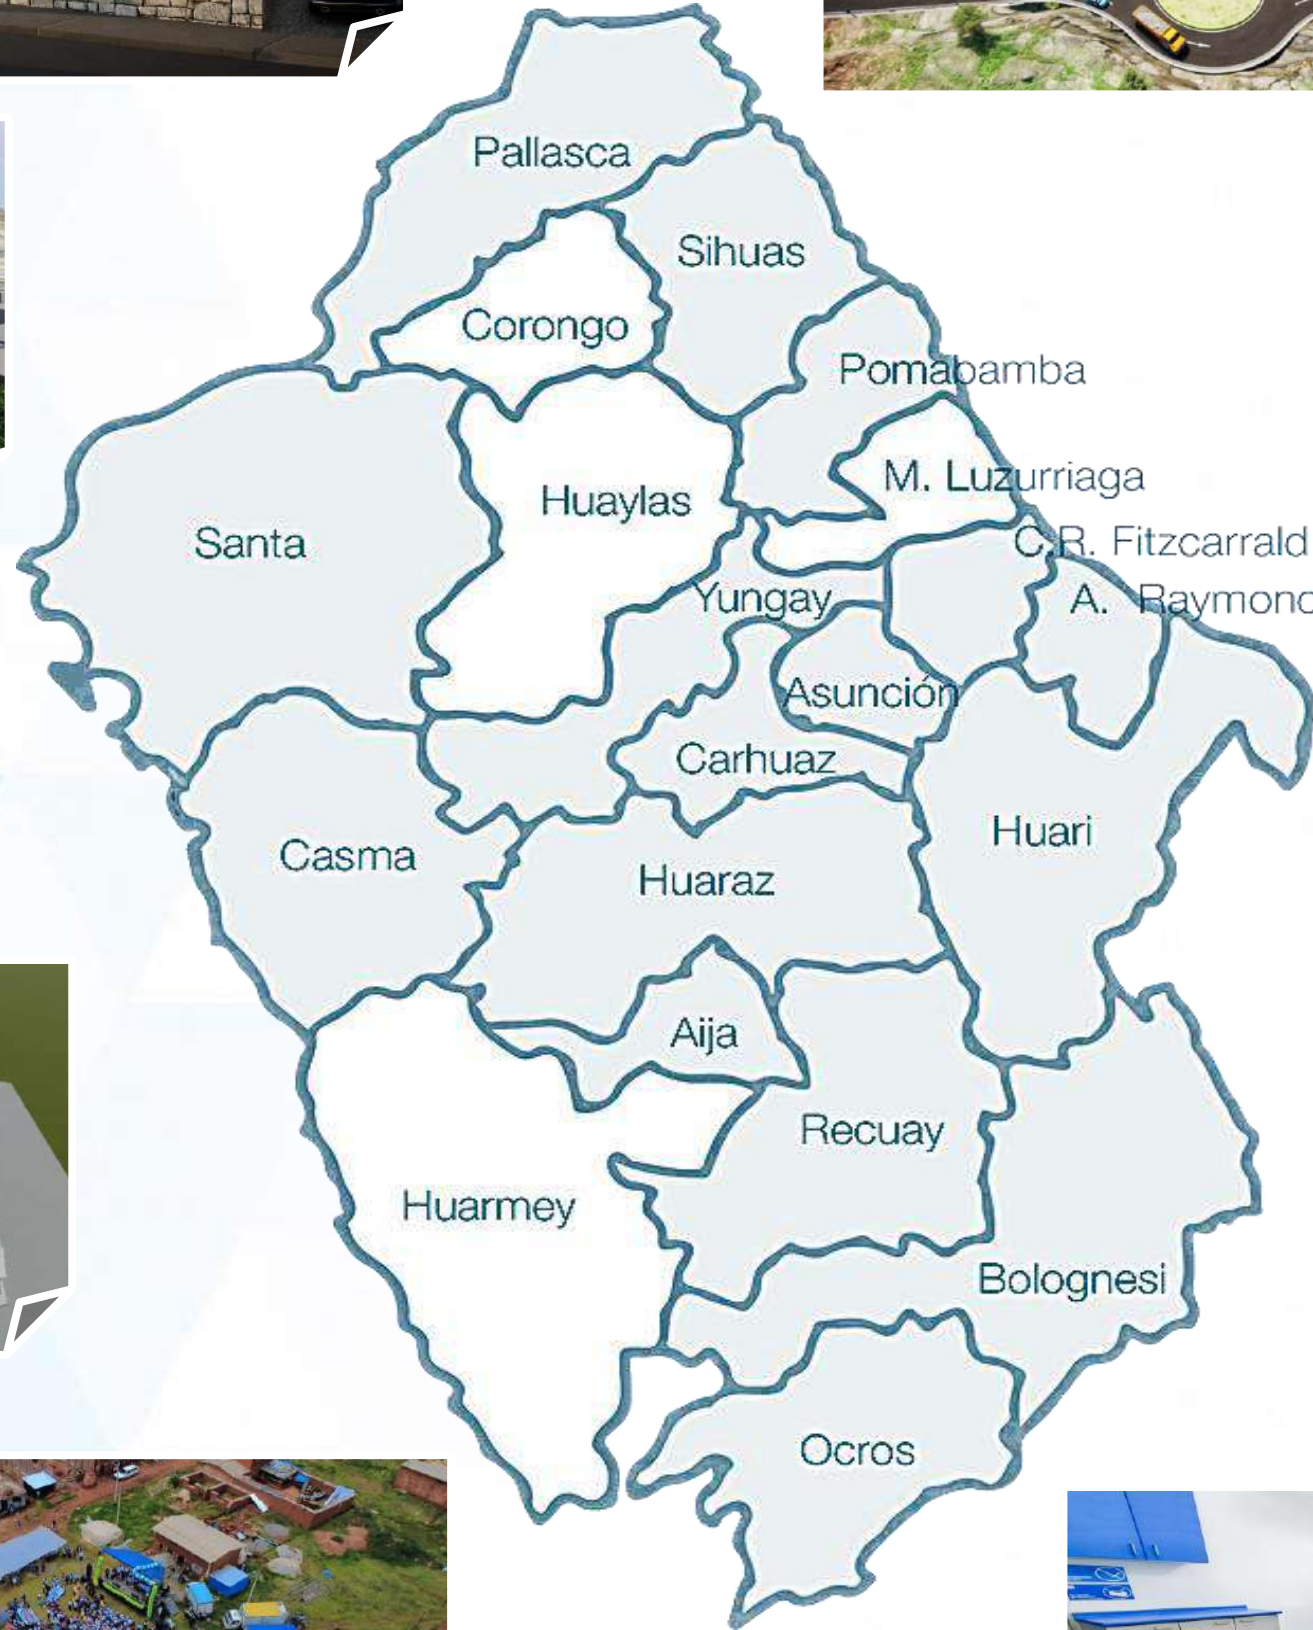 Pallasca
Sihuas
Corongo
Pomabamba
M. Luzurriaga
Huaylas
Santa
C.R. Fitzcarrald
Yungay
A. Raymond
Asunción
Carhuaz
Huari
Casma
Huaraz
Aija
Recuay
Huarmey
Bolognesi
Ocros